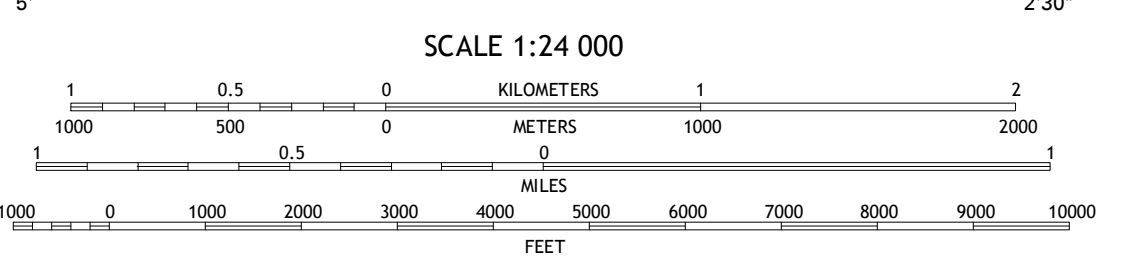 5' 2'30"
SCALE 1:24 000
1 0.5 0 KILOMETERS 1 2
1000 500 0 METERS 1000 2000
1 0.5 0 1
MILES
1000 0 1000 2000 3000 4000 5000 6000 7000 8000 9000 10000
FEET